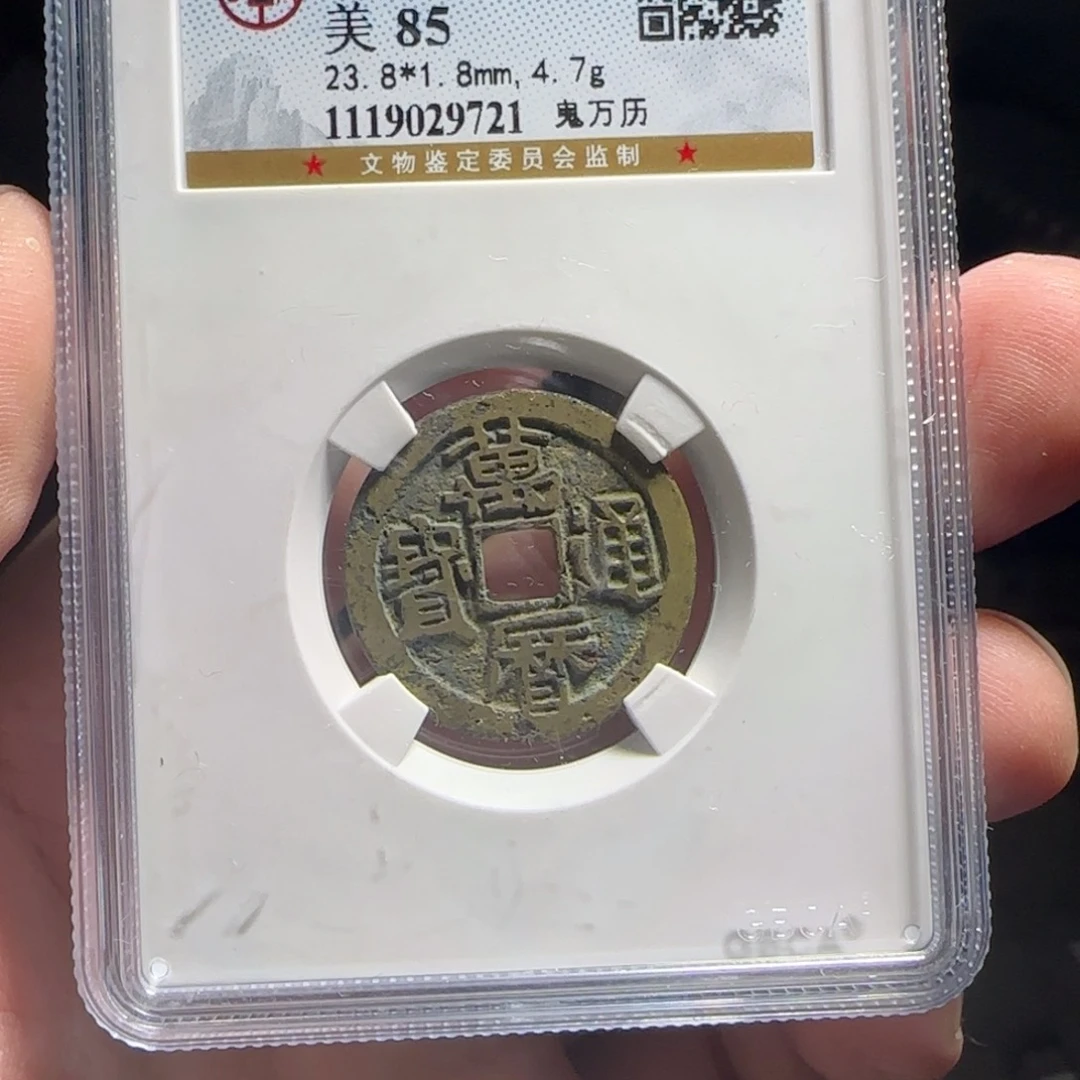 美 85
23.8*1.8mm, 4.7g
1119029721 鬼万历
★ 文物鉴定委员会监制 ★
萬曆通寶
GBCA